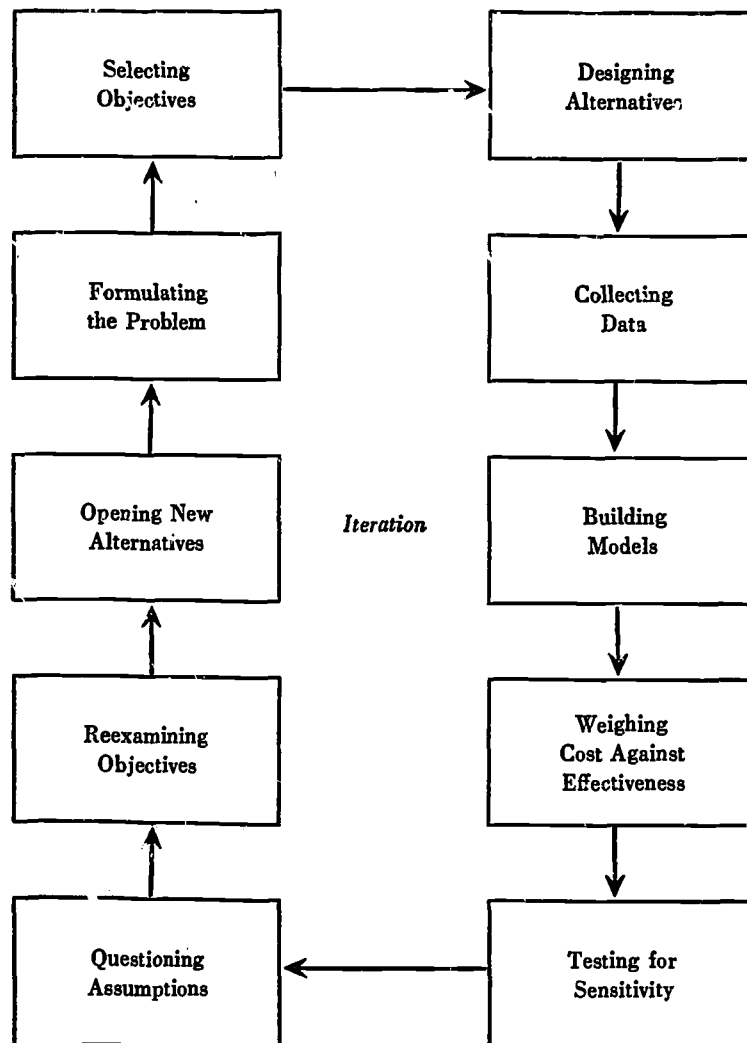 Selecting
Objectives
Designing
Alternatives
Formulating
the Problem
Collecting
Data
Opening New
Alternatives
Iteration
Building
Models
Reexamining
Objectives
Weighing
Cost Against
Effectiveness
Questioning
Assumptions
Testing for
Sensitivity